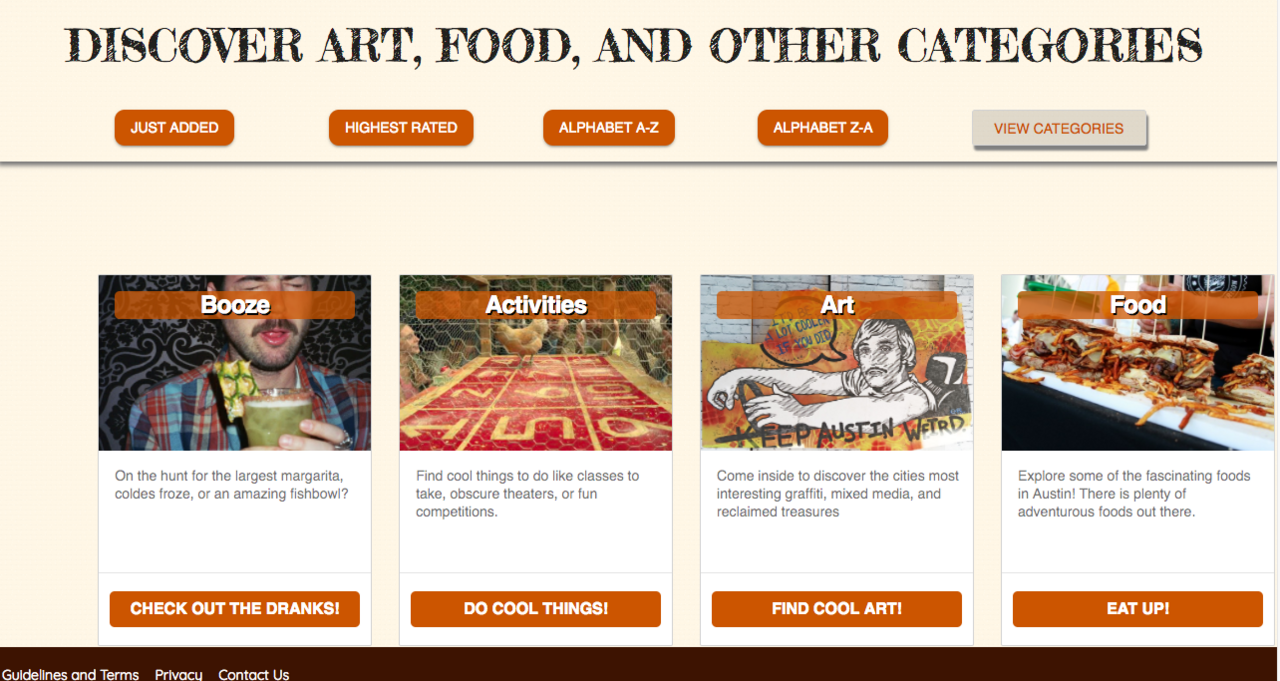 DISCOVER ART, FOOD, AND OTHER CATEGORIES
JUST ADDED
HIGHEST RATED
ALPHABET A-Z
ALPHABET Z-A
VIEW CATEGORIES
Booze
On the hunt for the largest margarita,
coldes froze, or an amazing fishbowl?
CHECK OUT THE DRANKS!
Activities
Find cool things to do like classes to
take, obscure theaters, or fun
competitions.
DO COOL THINGS!
Art
LOT COOLER
IF YOU DID
KEEP AUSTIN WEIRD
Come inside to discover the cities most
interesting graffiti, mixed media, and
reclaimed treasures
FIND COOL ART!
Food
Explore some of the fascinating foods
in Austin! There is plenty of
adventurous foods out there.
EAT UP!
Guidelines and Terms Privacy Contact Us